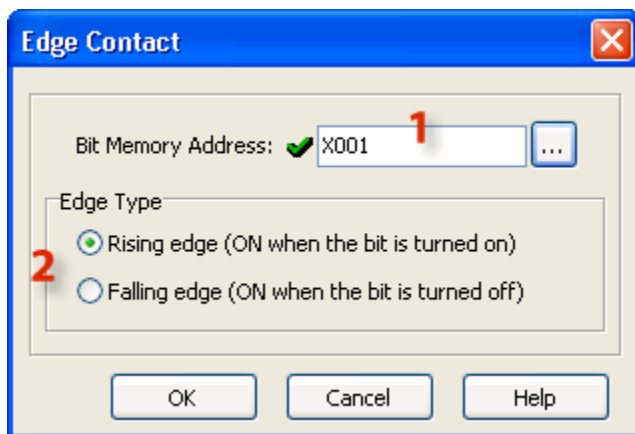 Edge Contact
1
Bit Memory Address: X001 ...
Edge Type
2
Rising edge (ON when the bit is turned on)
Falling edge (ON when the bit is turned off)
OK Cancel Help